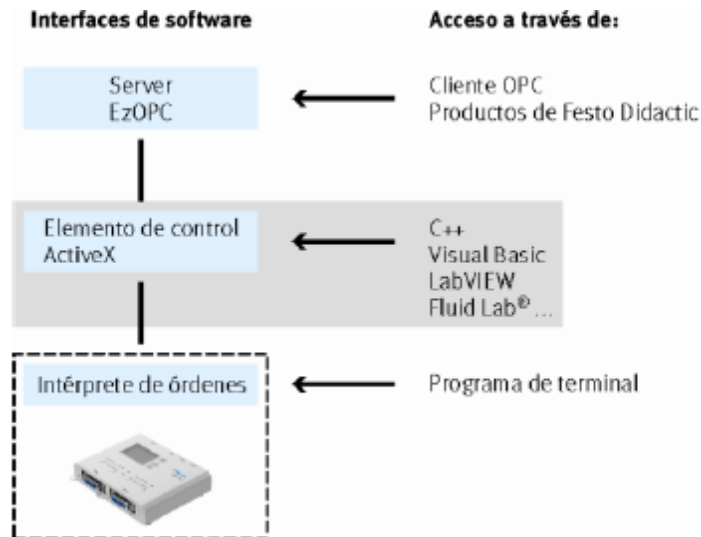 Interfaces de software
Acceso a través de:
Server
EzOPC
Cliente OPC
Productos de Festo Didactic
Elemento de control
ActiveX
C++
Visual Basic
LabVIEW
Fluid Lab® ...
Intérprete de órdenes
Programa de terminal